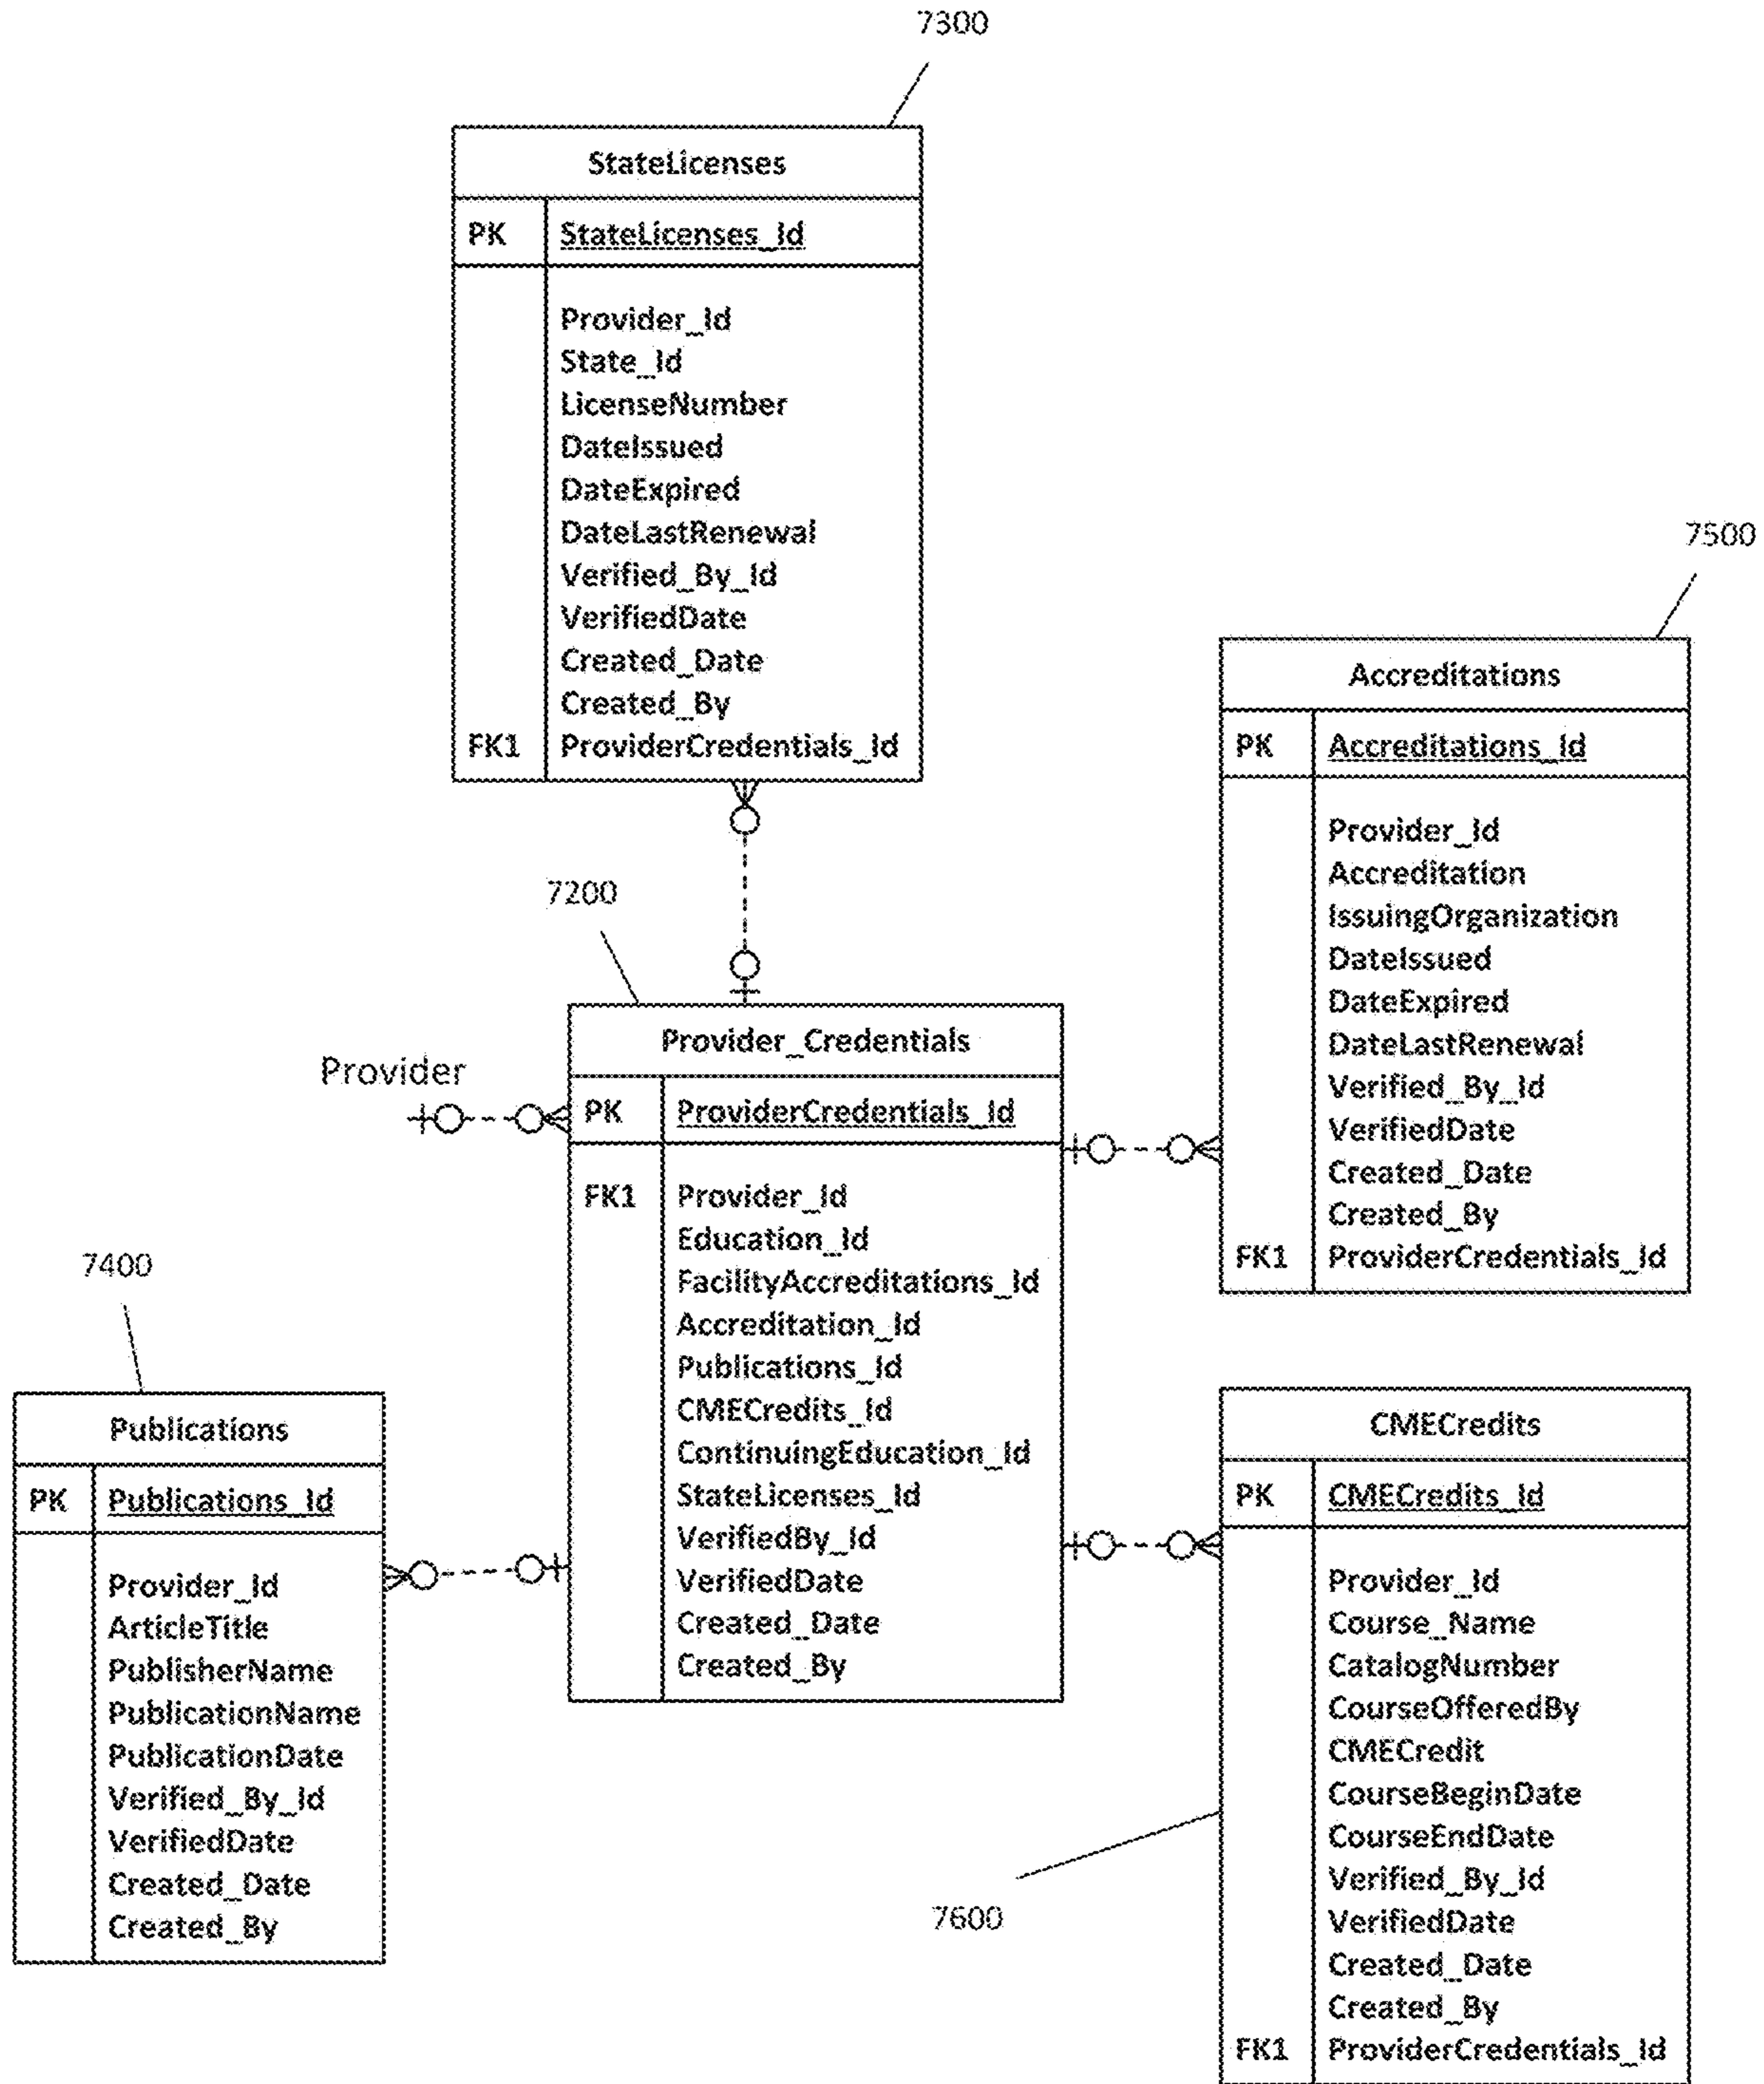 7300
StateLicenses
PK StateLicenses_Id
Provider_Id
State_Id
LicenseNumber
DateIssued
DateExpired
DateLastRenewal
Verified_By_Id
VerifiedDate
Created_Date
Created_By
FK1 ProviderCredentials_Id
7500
Accreditations
PK Accreditations_Id
Provider_Id
Accreditation
IssuingOrganization
DateIssued
DateExpired
DateLastRenewal
Verified_By_Id
VerifiedDate
Created_Date
Created_By
FK1 ProviderCredentials_Id
7200
Provider
Provider_Credentials
PK ProviderCredentials_Id
FK1 Provider_Id
Education_Id
FacilityAccreditations_Id
Accreditation_Id
Publications_Id
CMECredits_Id
ContinuingEducation_Id
StateLicenses_Id
VerifiedBy_Id
VerifiedDate
Created_Date
Created_By
7400
Publications
PK Publications_Id
Provider_Id
ArticleTitle
PublisherName
PublicationName
PublicationDate
Verified_By_Id
VerifiedDate
Created_Date
Created_By
CMECredits
PK CMECredits_Id
Provider_Id
Course_Name
CatalogNumber
CourseOfferedBy
CMECredit
CourseBeginDate
CourseEndDate
Verified_By_Id
VerifiedDate
Created_Date
Created_By
FK1 ProviderCredentials_Id
7600